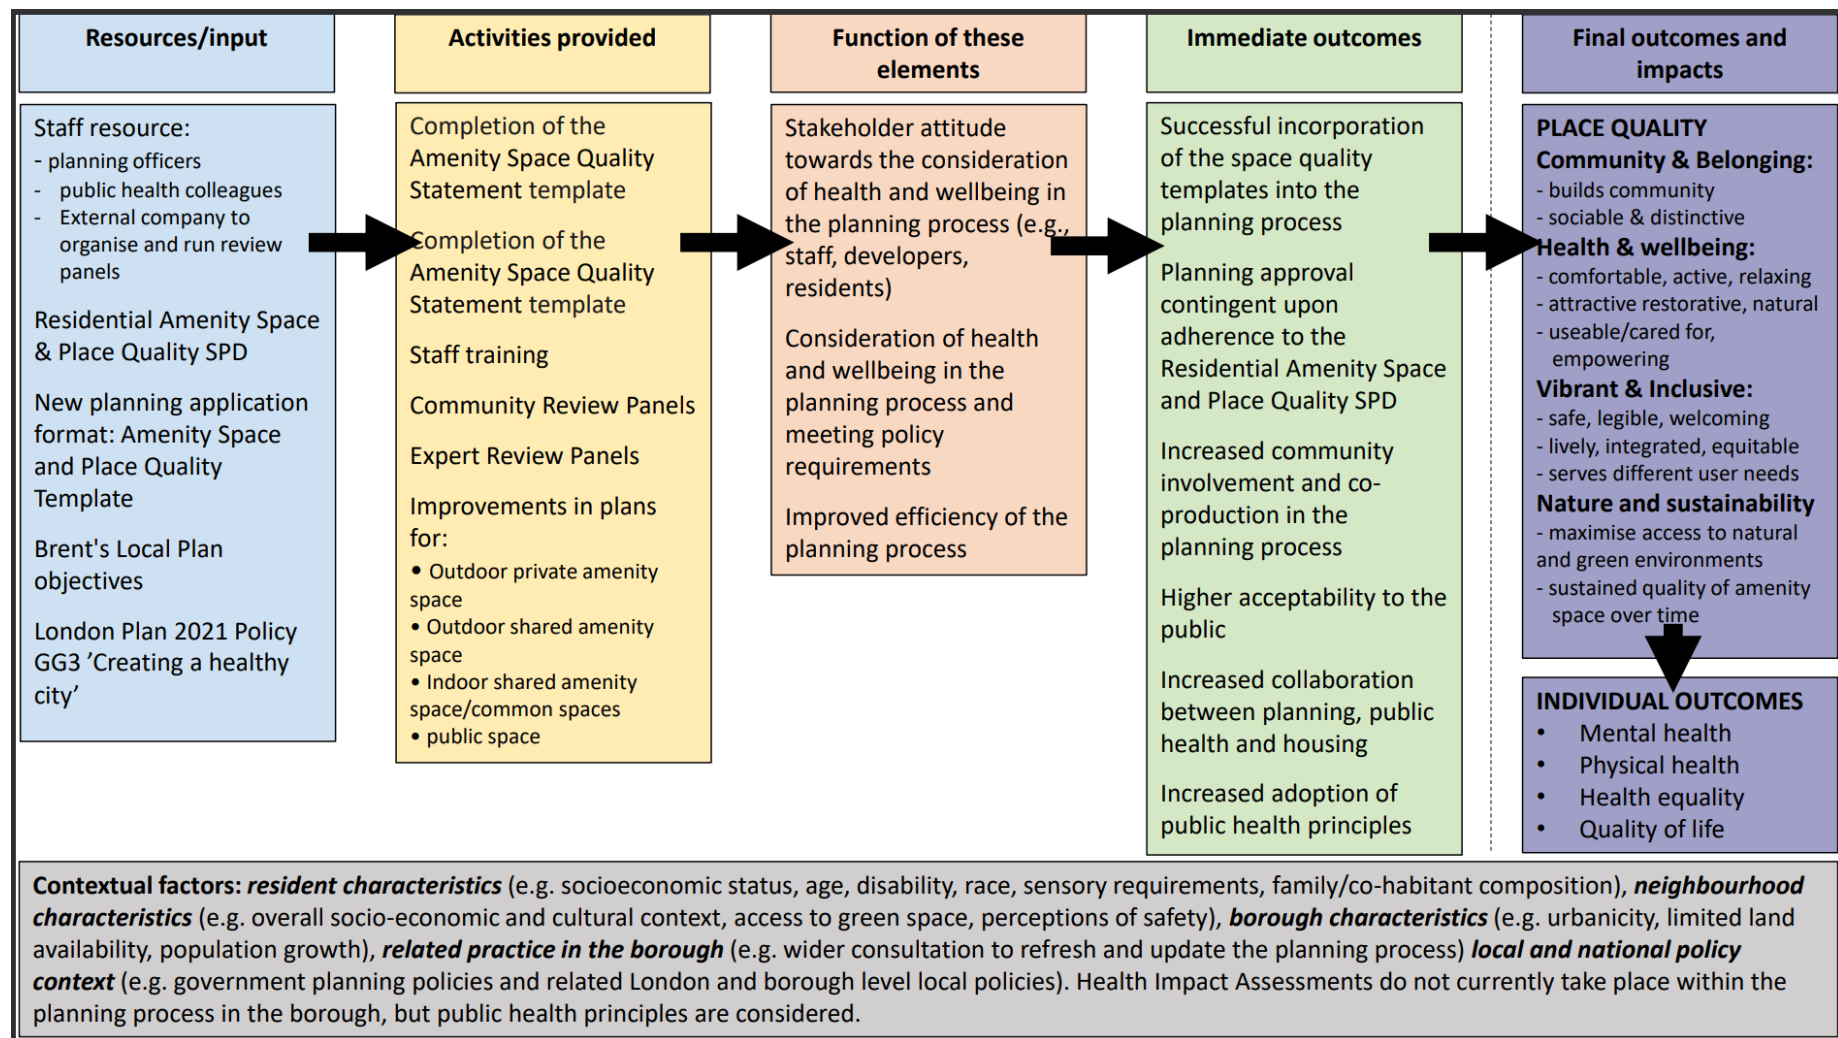 Resources/input
Staff resource:
- planning officers
- public health colleagues
- External company to
organise and run review
panels
Residential Amenity Space
& Place Quality SPD
New planning application
format: Amenity Space
and Place Quality
Template
Brent's Local Plan
objectives
London Plan 2021 Policy
GG3 ’Creating a healthy
city’
Activities provided
Completion of the
Amenity Space Quality
Statement template
Completion of the
Amenity Space Quality
Statement template
Staff training
Community Review Panels
Expert Review Panels
Improvements in plans
for:
• Outdoor private amenity
space
• Outdoor shared amenity
space
• Indoor shared amenity
space/common spaces
• public space
Function of these
elements
Stakeholder attitude
towards the consideration
of health and wellbeing in
the planning process (e.g.,
staff, developers,
residents)
Consideration of health
and wellbeing in the
planning process and
meeting policy
requirements
Improved efficiency of the
planning process
Immediate outcomes
Successful incorporation
of the space quality
templates into the
planning process
Planning approval
contingent upon
adherence to the
Residential Amenity Space
and Place Quality SPD
Increased community
involvement and co-
production in the
planning process
Higher acceptability to the
public
Increased collaboration
between planning, public
health and housing
Increased adoption of
public health principles
Final outcomes and
impacts
PLACE QUALITY
Community & Belonging:
- builds community
- sociable & distinctive
Health & wellbeing:
- comfortable, active, relaxing
- attractive restorative, natural
- useable/cared for,
empowering
Vibrant & Inclusive:
- safe, legible, welcoming
- lively, integrated, equitable
- serves different user needs
Nature and sustainability
- maximise access to natural
and green environments
- sustained quality of amenity
space over time
INDIVIDUAL OUTCOMES
• Mental health
• Physical health
• Health equality
• Quality of life
Contextual factors: resident characteristics (e.g. socioeconomic status, age, disability, race, sensory requirements, family/co-habitant composition), neighbourhood
characteristics (e.g. overall socio-economic and cultural context, access to green space, perceptions of safety), borough characteristics (e.g. urbanicity, limited land
availability, population growth), related practice in the borough (e.g. wider consultation to refresh and update the planning process) local and national policy
context (e.g. government planning policies and related London and borough level local policies). Health Impact Assessments do not currently take place within the
planning process in the borough, but public health principles are considered.